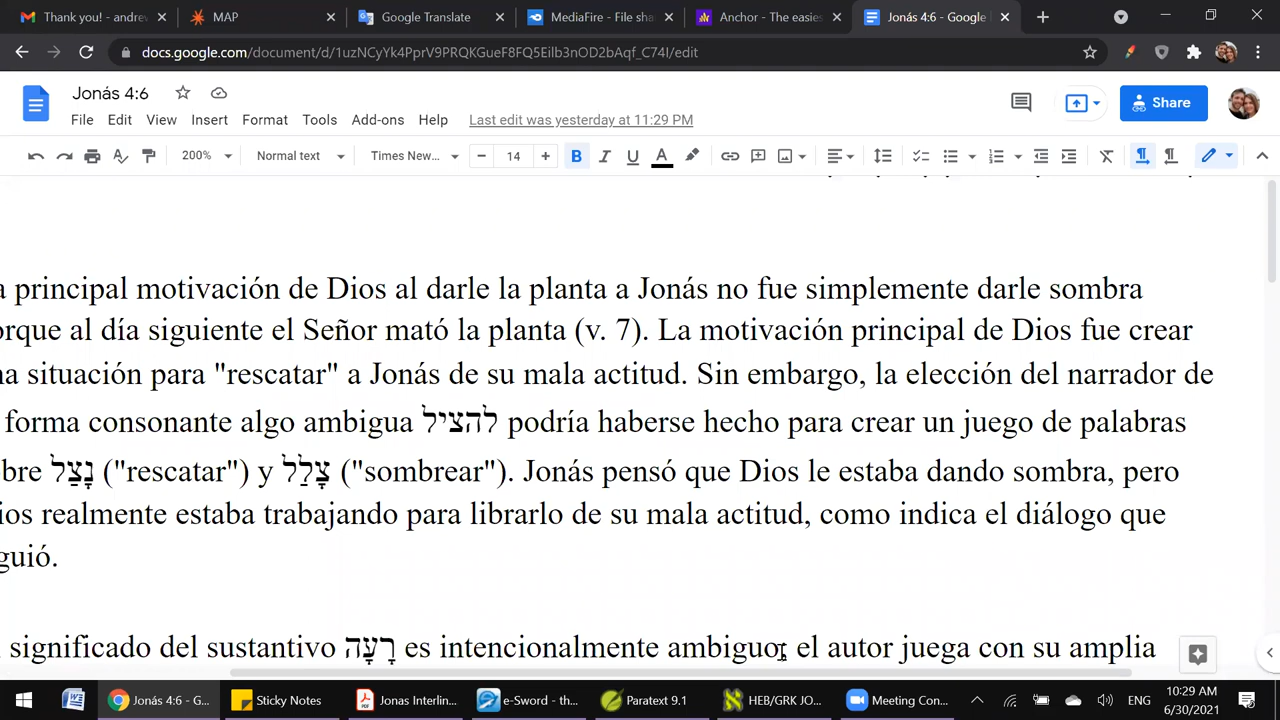 Thank you! - andrew
MAP
Google Translate
MediaFire - File sha
Anchor - The easies
Jonás 4:6 - Google
docs.google.com/document/d/1uzNCyYk4PprV9PRQKGueF8FQ5Eilb3nOD2bAqf_C74I/edit
Jonás 4:6
File Edit View Insert Format Tools Add-ons Help Last edit was yesterday at 11:29 PM
Share
200% Normal text Times New... 14 B I U A
a principal motivación de Dios al darle la planta a Jonás no fue simplemente darle sombra
orque al día siguiente el Señor mató la planta (v. 7). La motivación principal de Dios fue crear
na situación para "rescatar" a Jonás de su mala actitud. Sin embargo, la elección del narrador de
forma consonante algo ambigua להציל podría haberse hecho para crear un juego de palabras
bre נָצַל ("rescatar") y צָלַל ("sombrear"). Jonás pensó que Dios le estaba dando sombra, pero
ios realmente estaba trabajando para librarlo de su mala actitud, como indica el diálogo que
guió.
significado del sustantivo רָעָה es intencionalmente ambiguo; el autor juega con su amplia
Jonás 4:6 - G...
Sticky Notes
Jonas Interlin...
e-Sword - th...
Paratext 9.1
HEB/GRK JO...
Meeting Con...
ENG
10:29 AM
6/30/2021